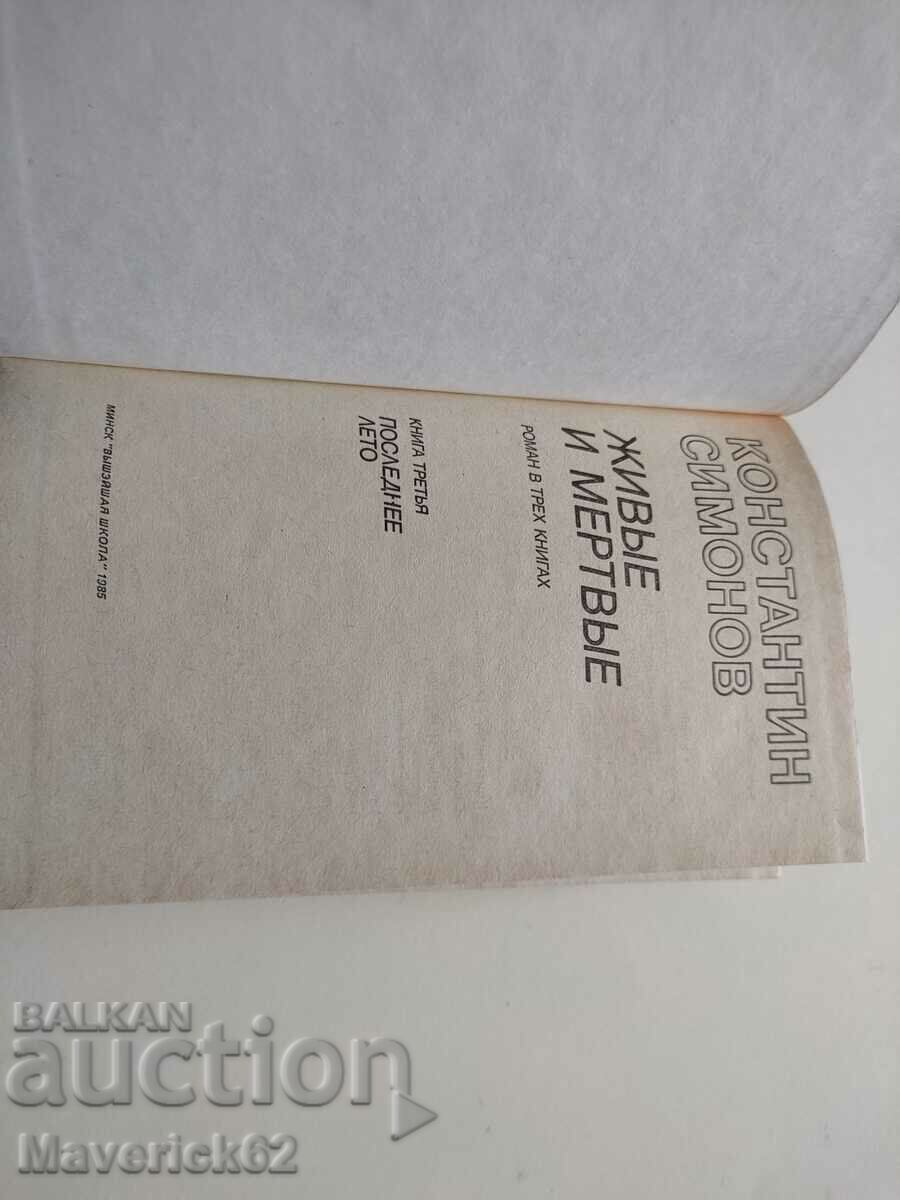 КОНСТАНТИН
СИМОНОВ
ЖИВЫЕ
И МЕРТВЫЕ
РОМАН В ТРЕХ КНИГАХ
КНИГА ТРЕТЬЯ
ПОСЛЕДНЕЕ
ЛЕТО
МИНСК "ВЫШЭЙШАЯ ШКОЛА" 1985
BALKAN
auction
Maverick62